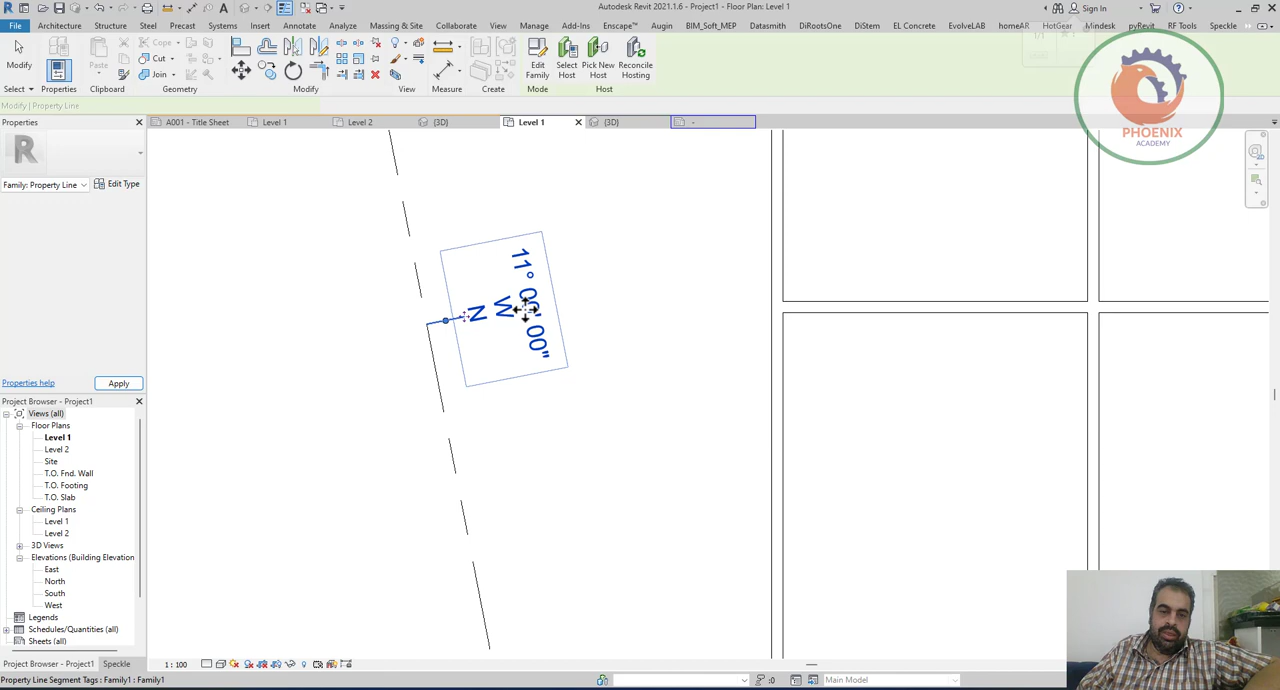 Autodesk Revit 2021.1.6 - Project1 - Floor Plan: Level 1
Sign In
File Architecture Structure Steel Precast Systems Insert Annotate Analyze Massing & Site Collaborate View Manage Add-Ins Enscape™ Augin BIM_Soft_MEP Datasmith DiRootsOne DiStem EL Concrete EvolveLAB homeAR HotGear Mindesk pyRevit RF Tools Speckle
Modify
Paste
Cope
Cut
Join
Edit Family
Select Host
Pick New Host
Reconcile Hosting
Select Properties Clipboard Geometry Modify View Measure Create Mode Host
Modify | Property Line
Properties
A001 - Title Sheet
Level 1
Level 2
{3D}
Level 1
{3D}
-
R
Family: Property Line
Edit Type
Properties help
Apply
Project Browser - Project1
Views (all)
Floor Plans
Level 1
Level 2
Site
T.O. Fnd. Wall
T.O. Footing
T.O. Slab
Ceiling Plans
Level 1
Level 2
3D Views
Elevations (Building Elevation
East
North
South
West
Legends
Schedules/Quantities (all)
Sheets (all)
Project Browser - Project1
Speckle
11° 00' 00"
W
N
PHOENIX
ACADEMY
1 : 100
Property Line Segment Tags : Family1 : Family1
:0
Main Model